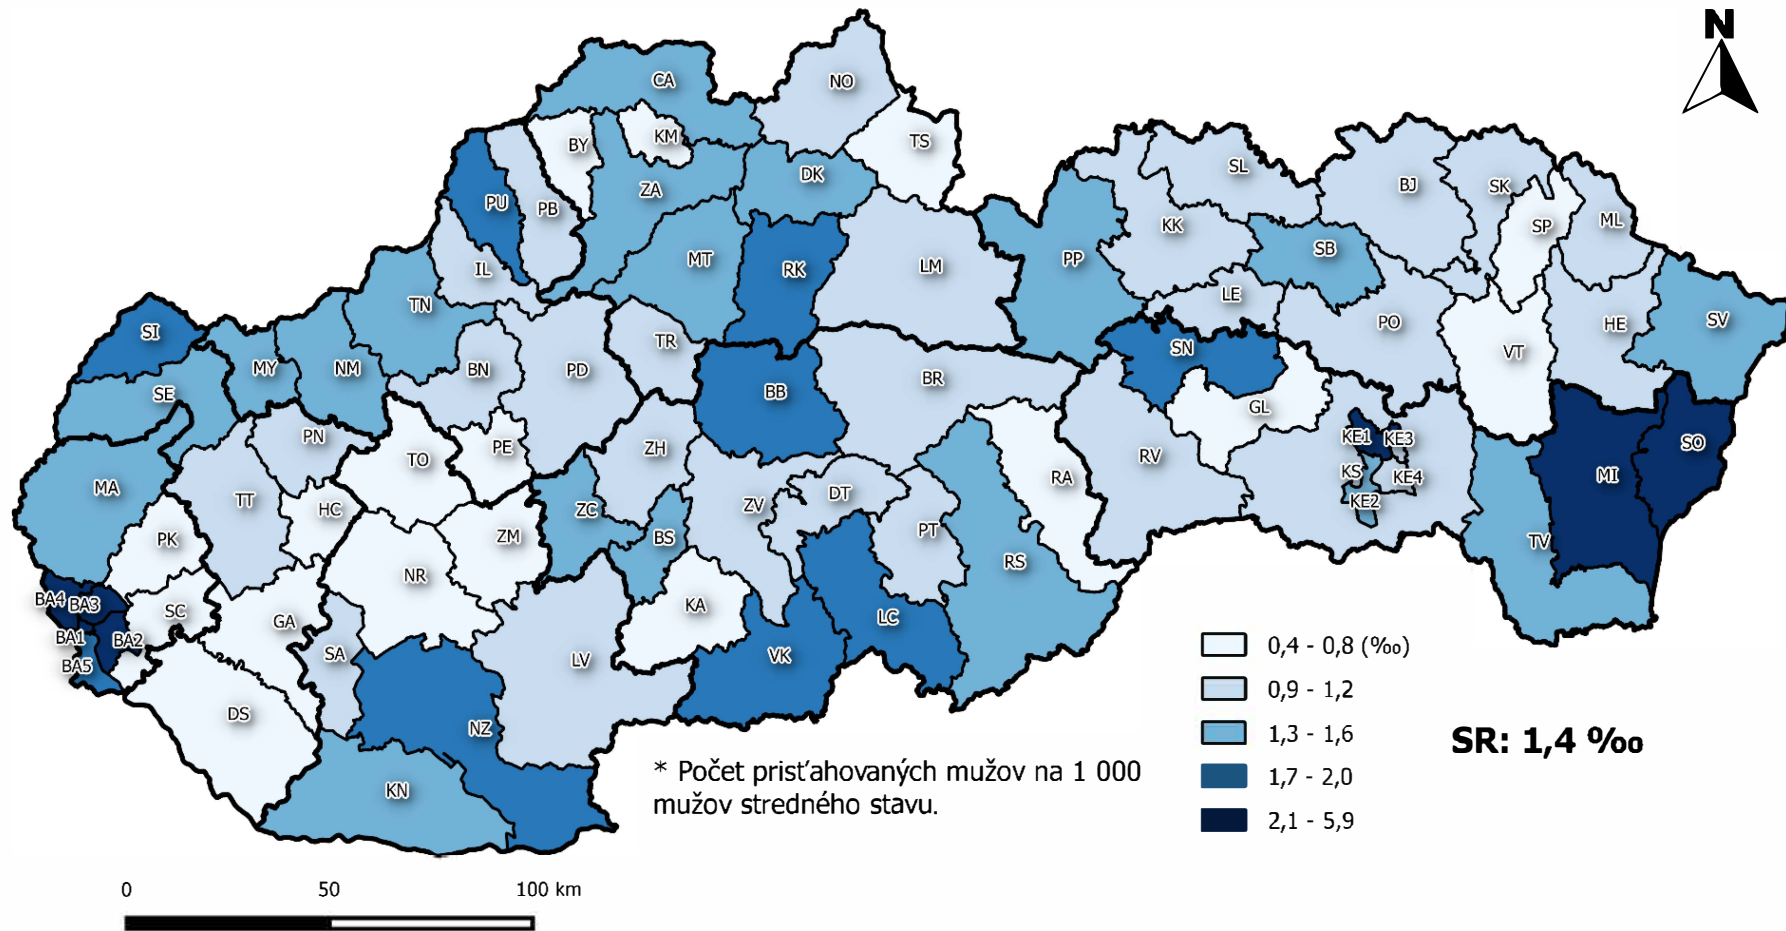 N
CA
NO
KM
BY
TS
ZA
DK
PU
PB
SL
BJ
SK
ML
KK
SP
SB
MT
RK
LM
PP
IL
TN
LE
SV
SI
PO
HE
TR
SN
VT
MY
NM
BN
PD
BR
SE
BB
GL
PN
KE1
KE3
SO
TO
PE
ZH
RV
KS
KE4
MI
MA
TT
RA
HC
ZC
ZV
DT
KE2
PK
ZM
BS
PT
TV
NR
RS
BA4
BA3
SC
KA
GA
LC
BA1
BA2
SA
LV
VK
BA5
DS
NZ
KN
0,4 - 0,8 (‰)
0,9 - 1,2
1,3 - 1,6
1,7 - 2,0
2,1 - 5,9
SR: 1,4 ‰
* Počet prisťahovaných mužov na 1 000
mužov stredného stavu.
0 50 100 km